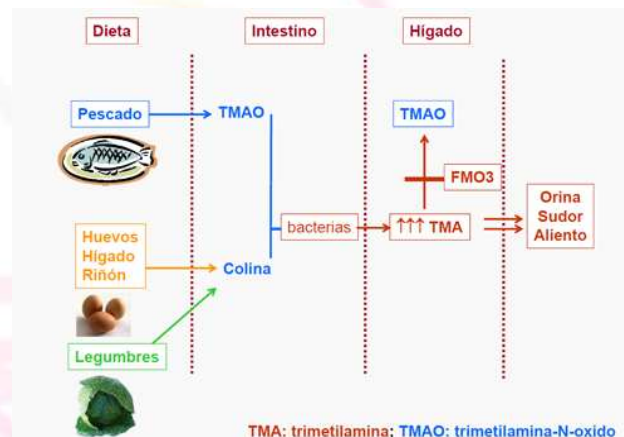 Dieta
Intestino
Hígado
Pescado
TMAO
TMAO
FMO3
Orina
Sudor
Aliento
Huevos
Hígado
Riñón
bacterias
↑↑↑ TMA
Colina
Legumbres
TMA: trimetilamina; TMAO: trimetilamina-N-oxido